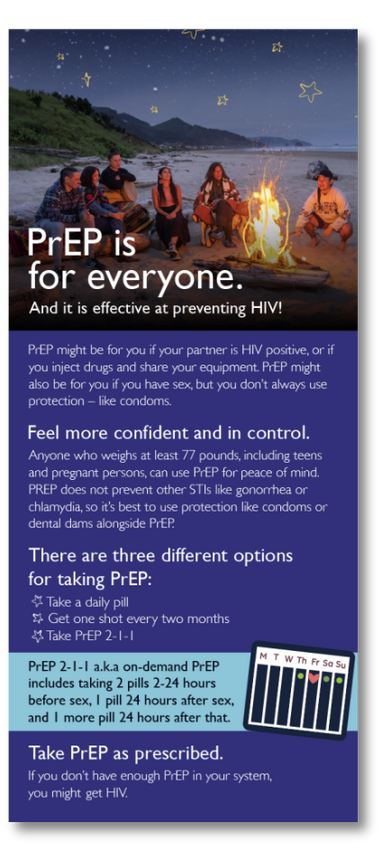 PrEP is
for everyone.
And it is effective at preventing HIV!
PrEP might be for you if your partner is HIV positive, or if
you inject drugs and share your equipment. PrEP might
also be for you if you have sex, but you don't always use
protection – like condoms.
Feel more confident and in control.
Anyone who weighs at least 77 pounds, including teens
and pregnant persons, can use PrEP for peace of mind.
PREP does not prevent other STIs like gonorrhea or
chlamydia, so it's best to use protection like condoms or
dental dams alongside PrEP.
There are three different options
for taking PrEP:
Take a daily pill
Get one shot every two months
Take PrEP 2-1-1
PrEP 2-1-1 a.k.a on-demand PrEP
includes taking 2 pills 2-24 hours
before sex, 1 pill 24 hours after sex,
and 1 more pill 24 hours after that.
M T W Th Fr Sa Su
Take PrEP as prescribed.
If you don't have enough PrEP in your system,
you might get HIV.